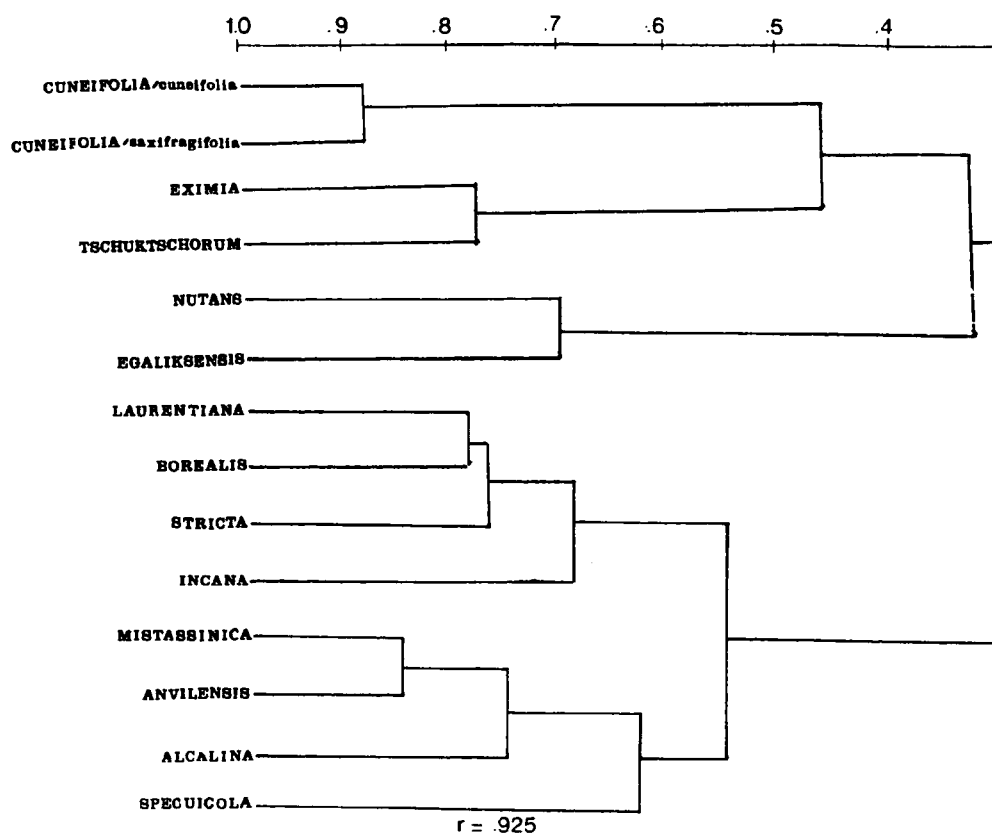 1.0 .9 .8 .7 .6 .5 .4
CUNEIFOLIA/cuneifolia
CUNEIFOLIA/saxifragifolia
EXIMIA
TSCHUKTSCHORUM
NUTANS
EGALIKSENSIS
LAURENTIANA
BOREALIS
STRICTA
INCANA
MISTASSINICA
ANVILENSIS
ALCALINA
SPECUICOLA
r = .925